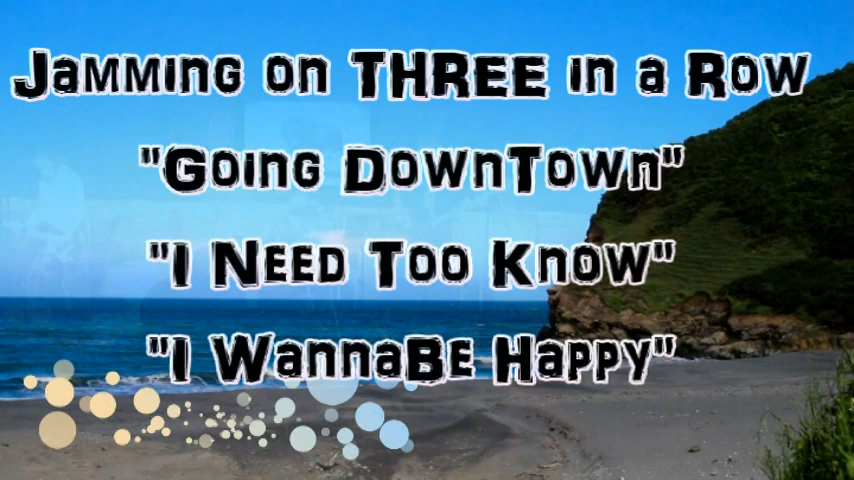 Jamming on THREE in a Row
"Going DownTown"
"I Need Too Know"
"I WannaBe Happy"